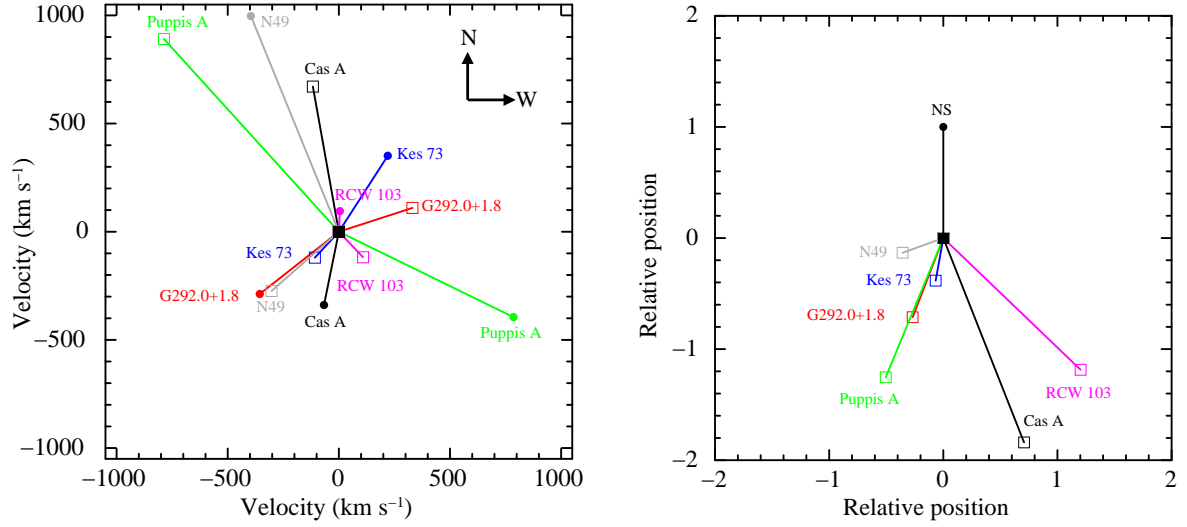 1000
500
0
−500
−1000
Velocity (km s⁻¹)
Puppis A
N49
Cas A
N
W
Kes 73
RCW 103
G292.0+1.8
Kes 73
RCW 103
G292.0+1.8
N49
Cas A
Puppis A
−1000
−500
0
500
1000
Velocity (km s⁻¹)
2
1
0
−1
−2
Relative position
NS
N49
Kes 73
G292.0+1.8
Puppis A
RCW 103
Cas A
−2
−1
0
1
2
Relative position